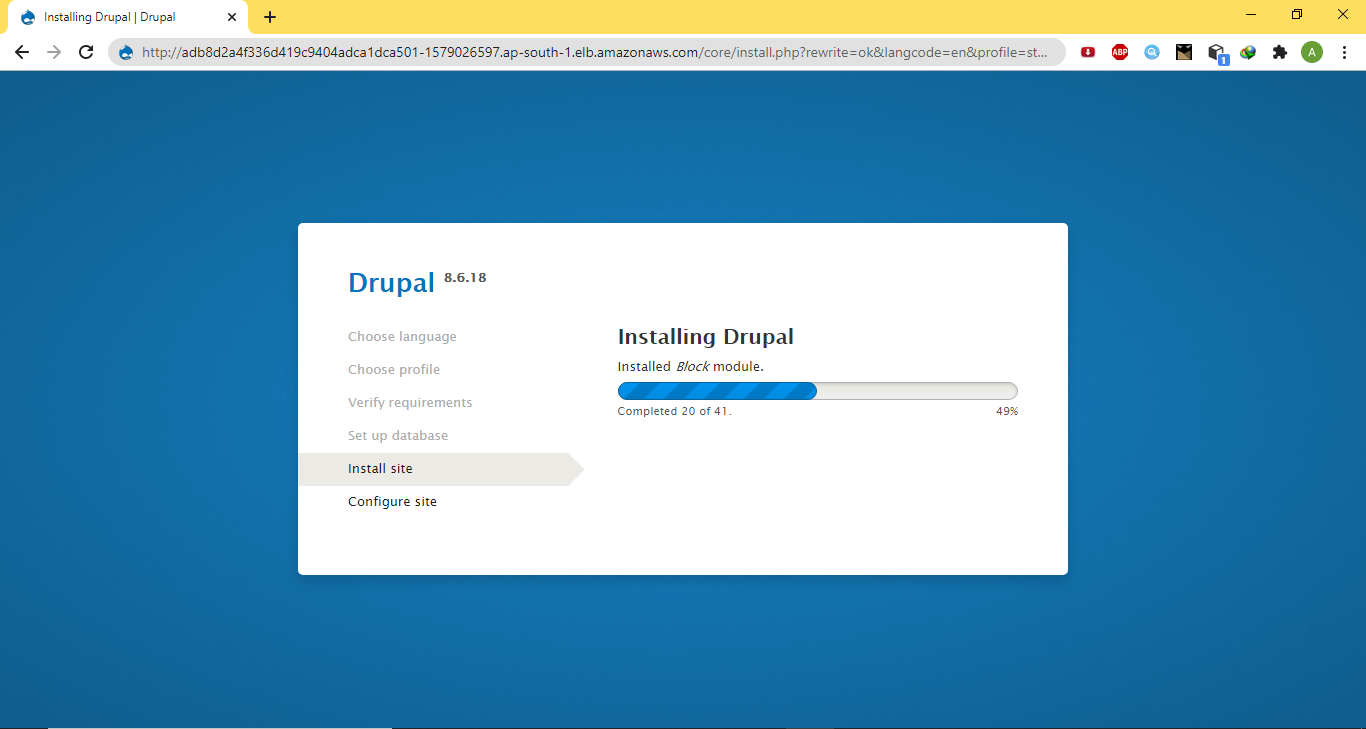 Installing Drupal | Drupal
http://adb8d2a4f336d419c9404adca1dca501-1579026597.ap-south-1.elb.amazonaws.com/core/install.php?rewrite=ok&langcode=en&profile=st...
ABP
1
A
Drupal 8.6.18
Choose language
Choose profile
Verify requirements
Set up database
Install site
Configure site
Installing Drupal
Installed Block module.
Completed 20 of 41. 49%